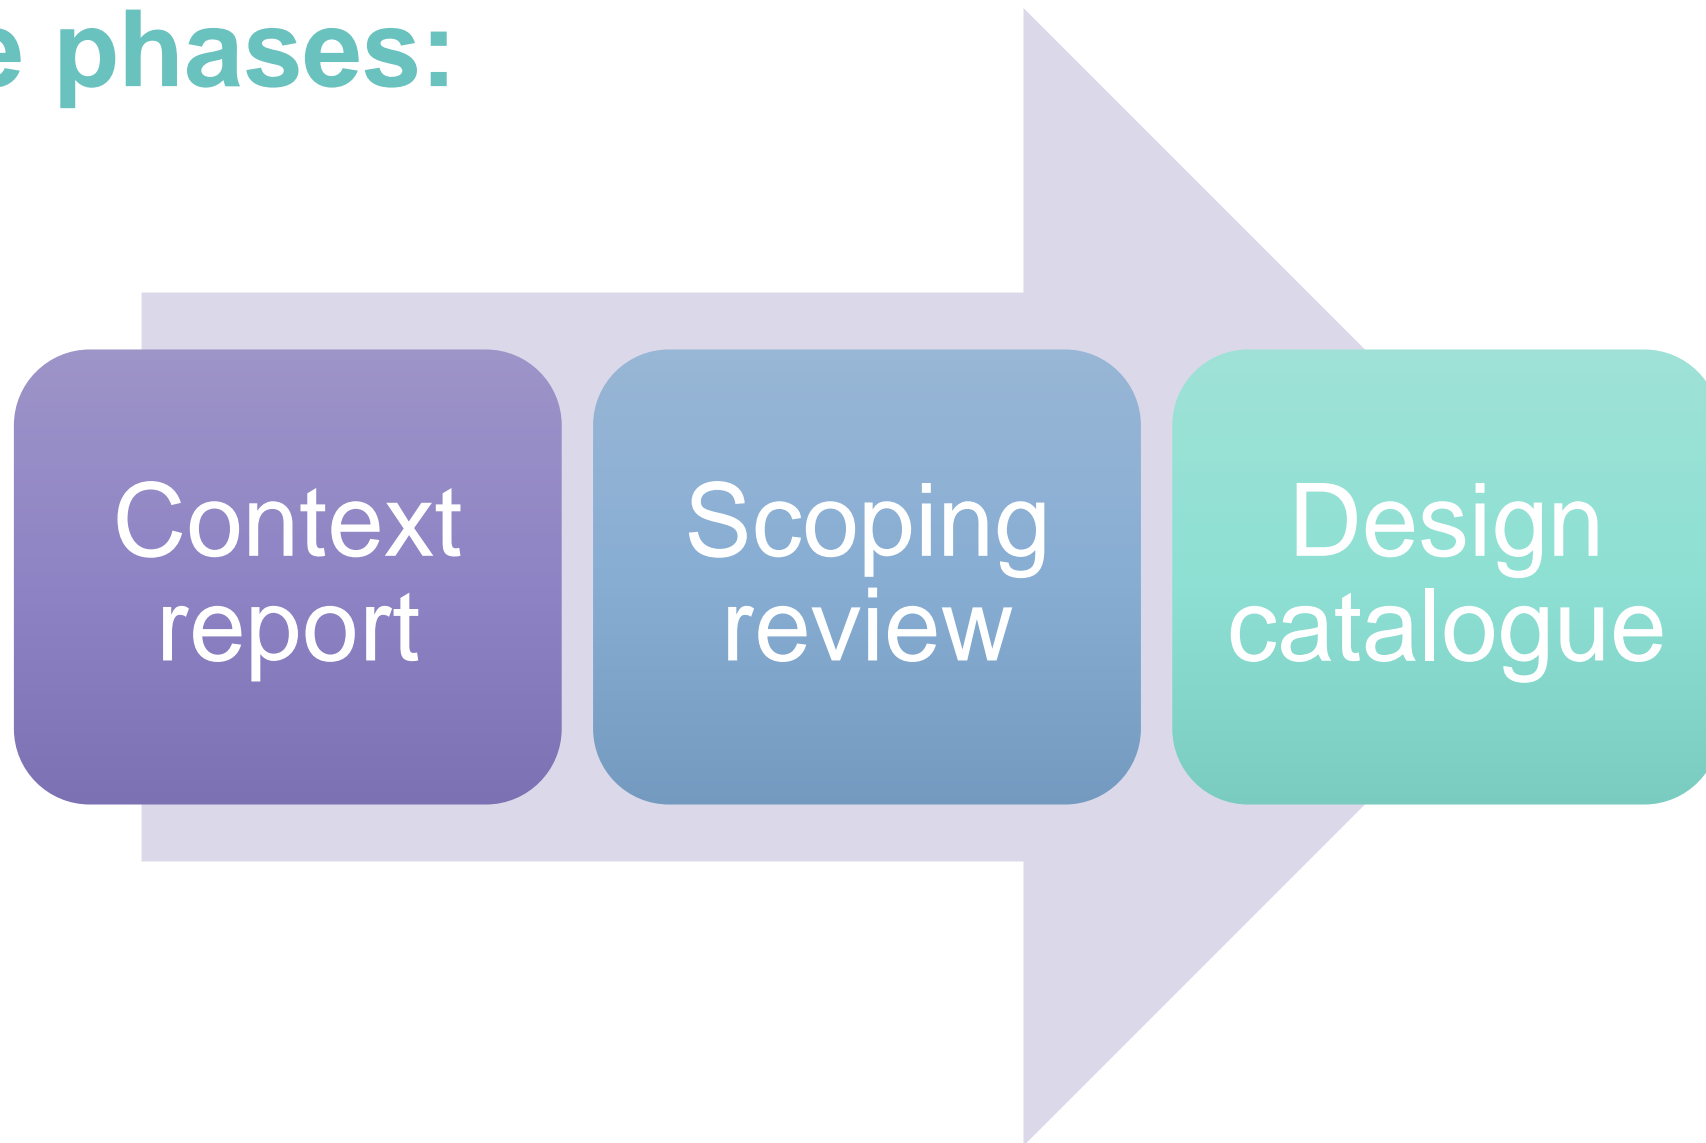 e phases:
Context
report
Scoping
review
Design
catalogue